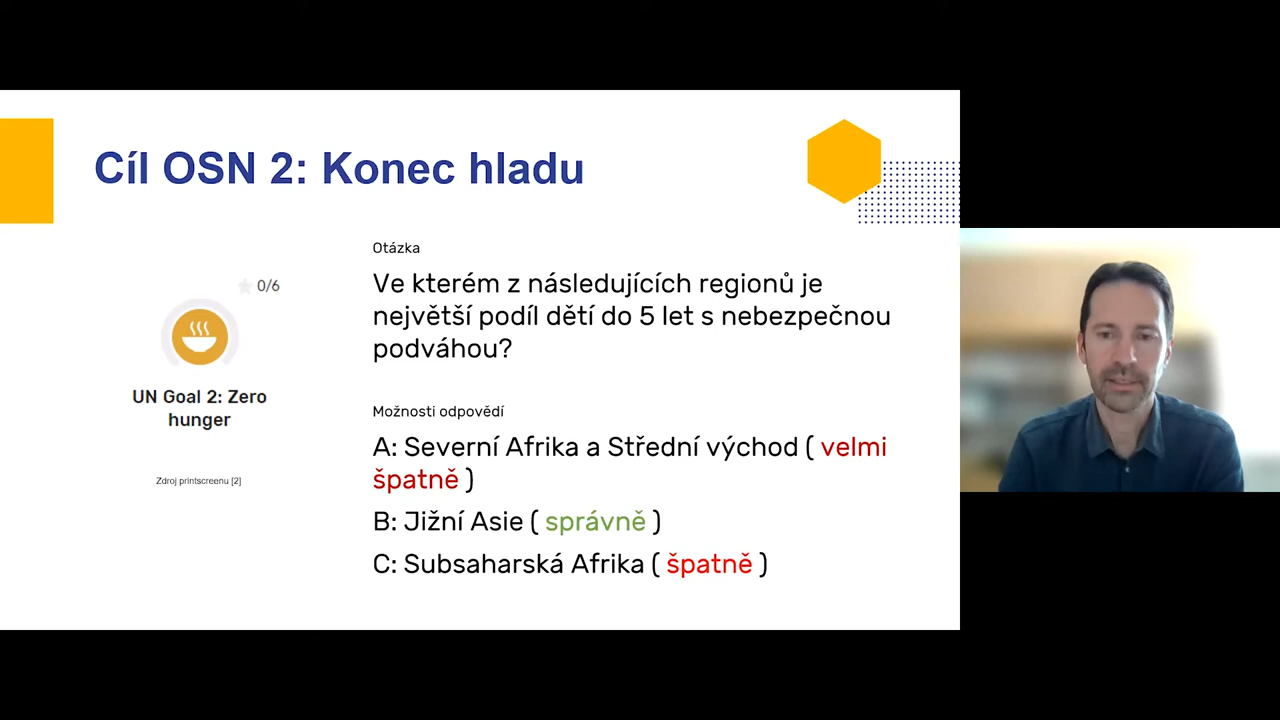 Cíl OSN 2: Konec hladu
0/6
UN Goal 2: Zero
hunger
Zdroj printscreenu [2]
Otázka
Ve kterém z následujících regionů je
největší podíl dětí do 5 let s nebezpečnou
podváhou?
Možnosti odpovědí
A: Severní Afrika a Střední východ ( velmi
špatně )
B: Jižní Asie ( správně )
C: Subsaharská Afrika ( špatně )